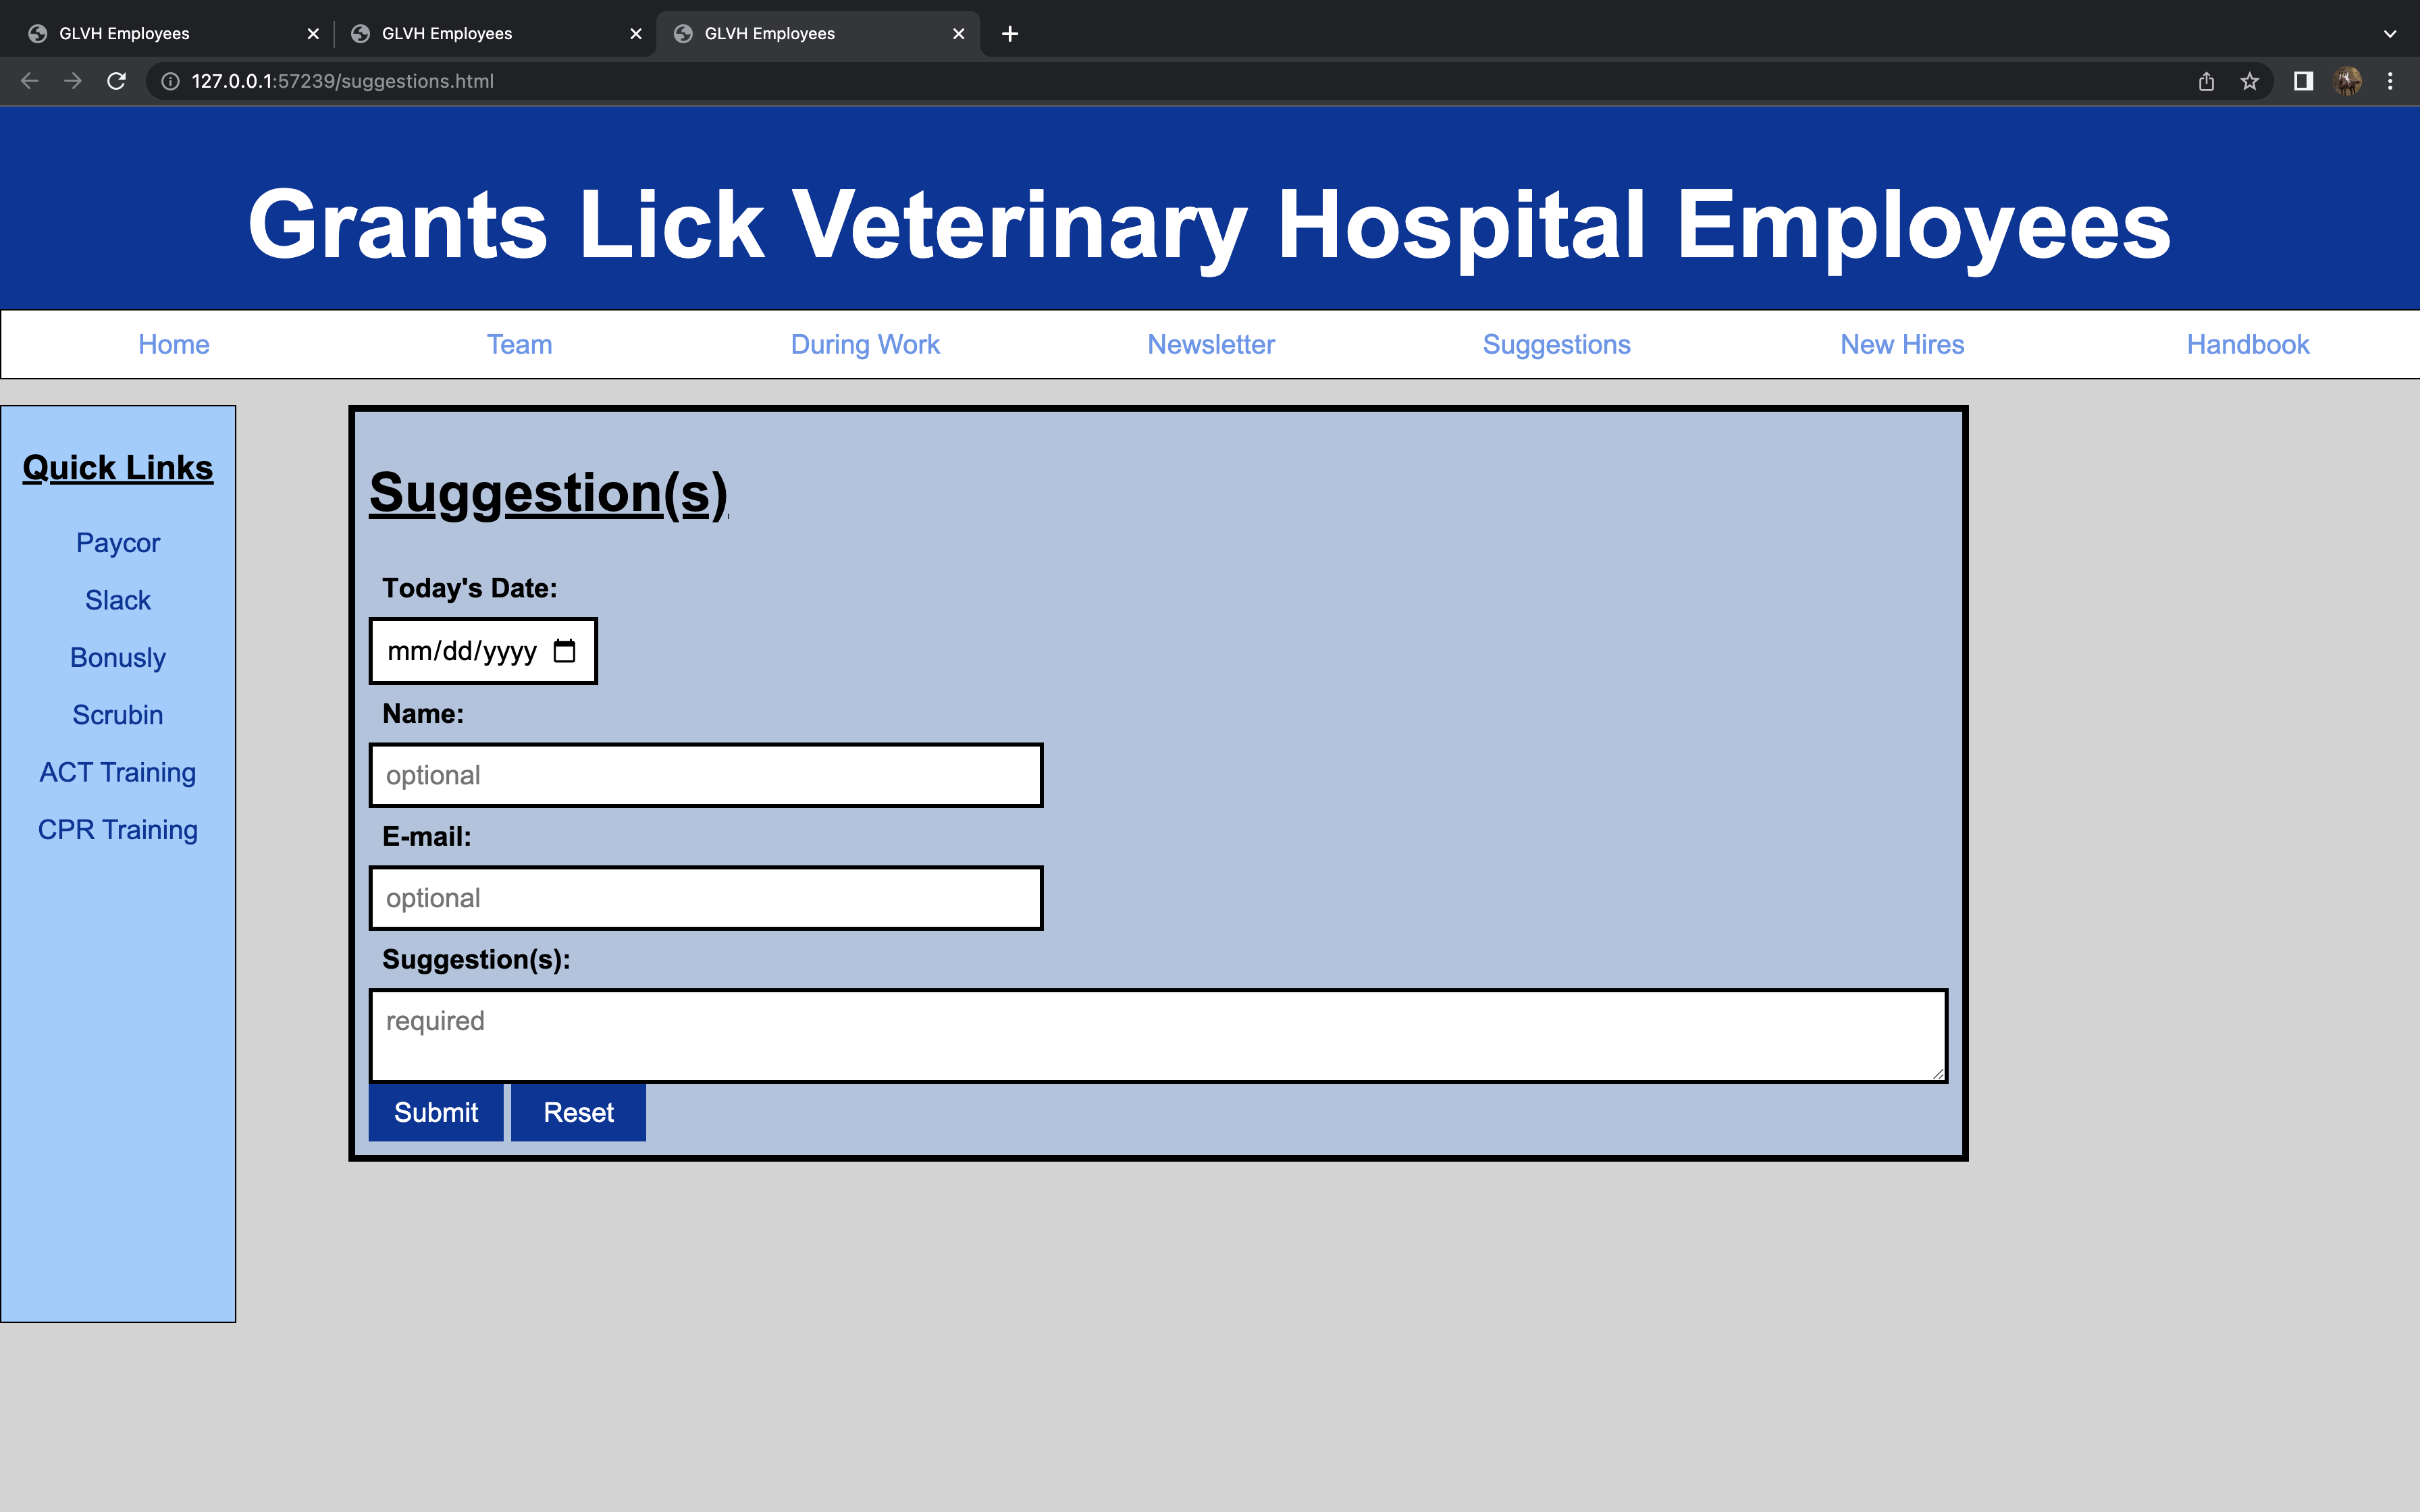 GLVH Employees GLVH Employees GLVH Employees
127.0.0.1:57239/suggestions.html
Grants Lick Veterinary Hospital Employees
Home Team During Work Newsletter Suggestions New Hires Handbook
Quick Links
Paycor
Slack
Bonusly
Scrubin
ACT Training
CPR Training
Suggestion(s)
Today's Date:
mm/dd/yyyy
Name:
optional
E-mail:
optional
Suggestion(s):
required
Submit Reset